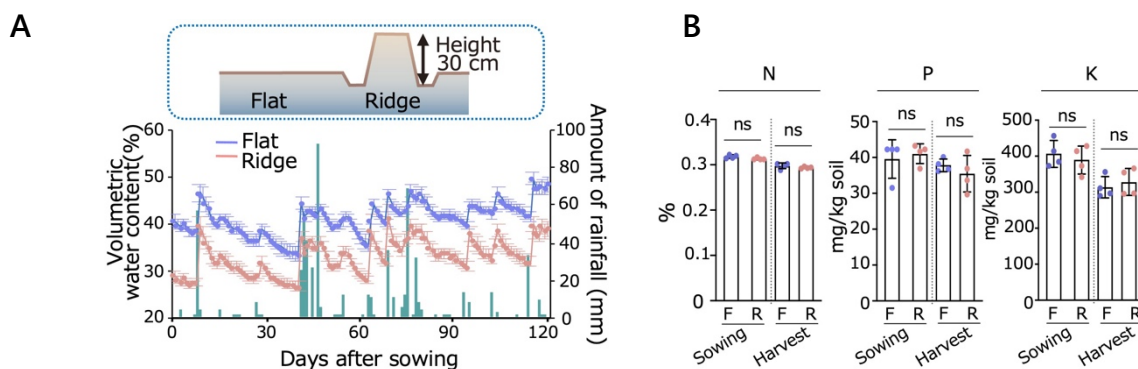 A
Height
30 cm
Flat
Ridge
Volumetric
water content(%)
60
50
40
30
20
Flat
Ridge
100
80
60
40
20
0
Amount of rainfall (mm)
0
30
60
90
120
Days after sowing
B
N
%
0.4
0.3
0.2
0.1
0
ns
ns
F R F R
Sowing
Harvest
P
mg/kg soil
50
40
30
20
10
0
ns
ns
F R F R
Sowing
Harvest
K
mg/kg soil
500
400
300
200
100
0
ns
ns
F R F R
Sowing
Harvest